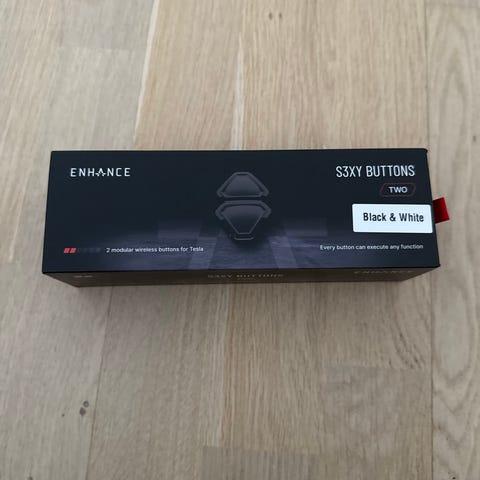 ENHANCE
S3XY BUTTONS
TWO
Black & White
2 modular wireless buttons for Tesla
Every button can execute any function
S3XY BUTTONS
ENHANCE